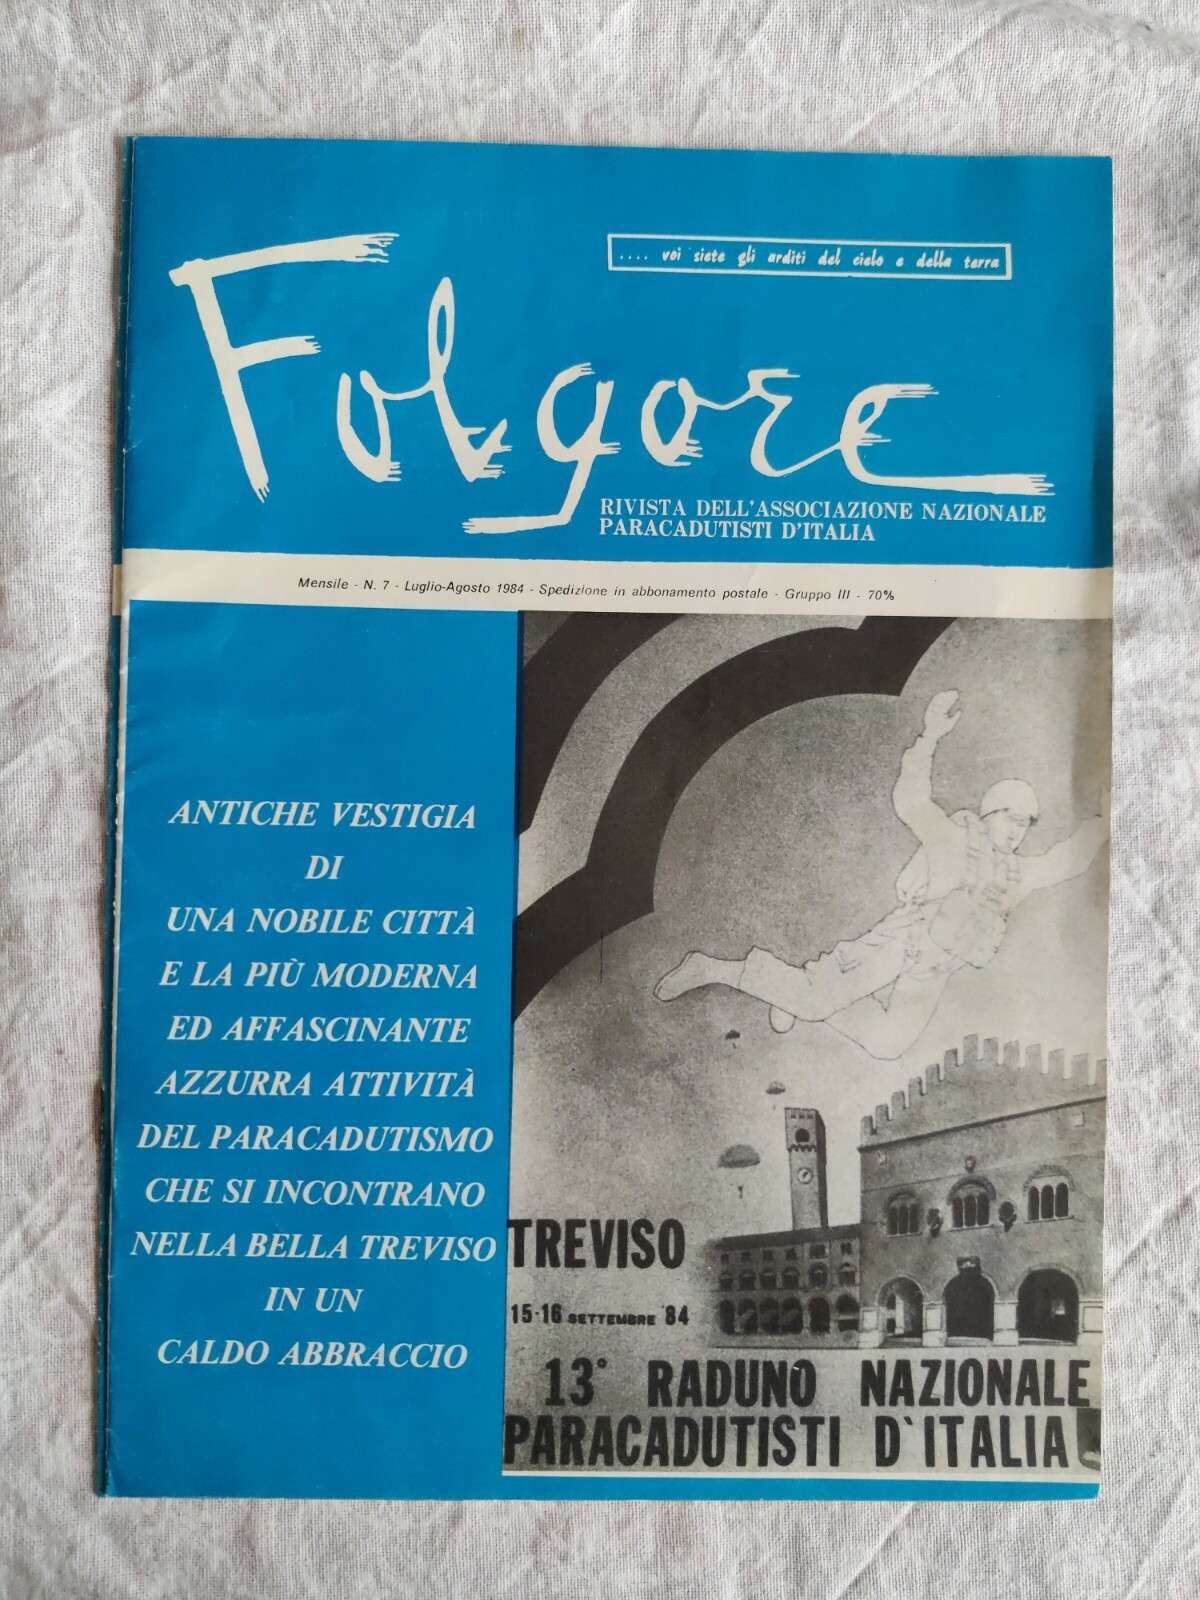 .... voi siete gli arditi del cielo e della terra
Folgore
RIVISTA DELL'ASSOCIAZIONE NAZIONALE
PARACADUTISTI D'ITALIA
Mensile - N. 7 - Luglio-Agosto 1984 - Spedizione in abbonamento postale - Gruppo III - 70%
ANTICHE VESTIGIA
DI
UNA NOBILE CITTÀ
E LA PIÙ MODERNA
ED AFFASCINANTE
AZZURRA ATTIVITÀ
DEL PARACADUTISMO
CHE SI INCONTRANO
NELLA BELLA TREVISO
IN UN
CALDO ABBRACCIO
TREVISO
15-16 SETTEMBRE '84
13° RADUNO NAZIONALE
PARACADUTISTI D'ITALIA